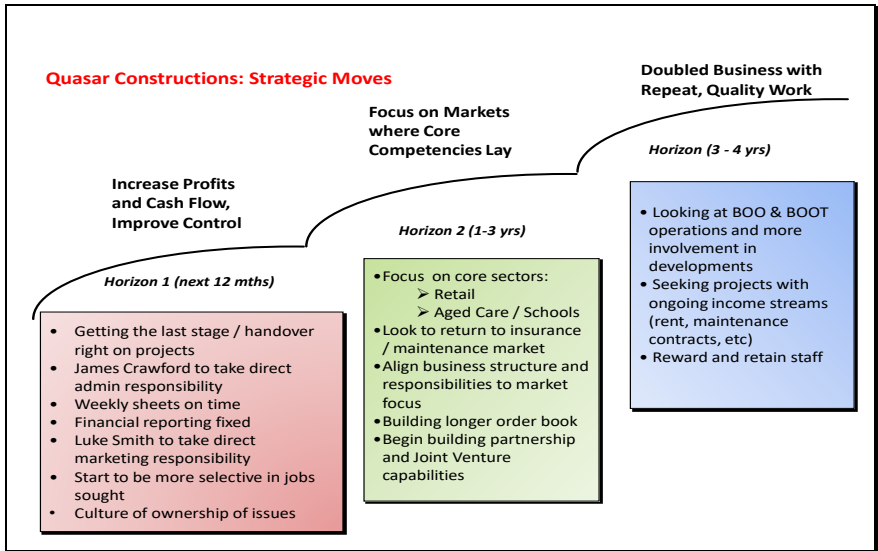 Quasar Constructions: Strategic Moves
Increase Profits
and Cash Flow,
Improve Control
Horizon 1 (next 12 mths)
• Getting the last stage / handover
right on projects
• James Crawford to take direct
admin responsibility
• Weekly sheets on time
• Financial reporting fixed
• Luke Smith to take direct
marketing responsibility
• Start to be more selective in jobs
sought
• Culture of ownership of issues
Focus on Markets
where Core
Competencies Lay
Horizon 2 (1-3 yrs)
• Focus on core sectors:
➢ Retail
➢ Aged Care / Schools
• Look to return to insurance
/ maintenance market
• Align business structure and
responsibilities to market
focus
• Building longer order book
• Begin building partnership
and Joint Venture
capabilities
Doubled Business with
Repeat, Quality Work
Horizon (3 - 4 yrs)
• Looking at BOO & BOOT
operations and more
involvement in
developments
• Seeking projects with
ongoing income streams
(rent, maintenance
contracts, etc)
• Reward and retain staff